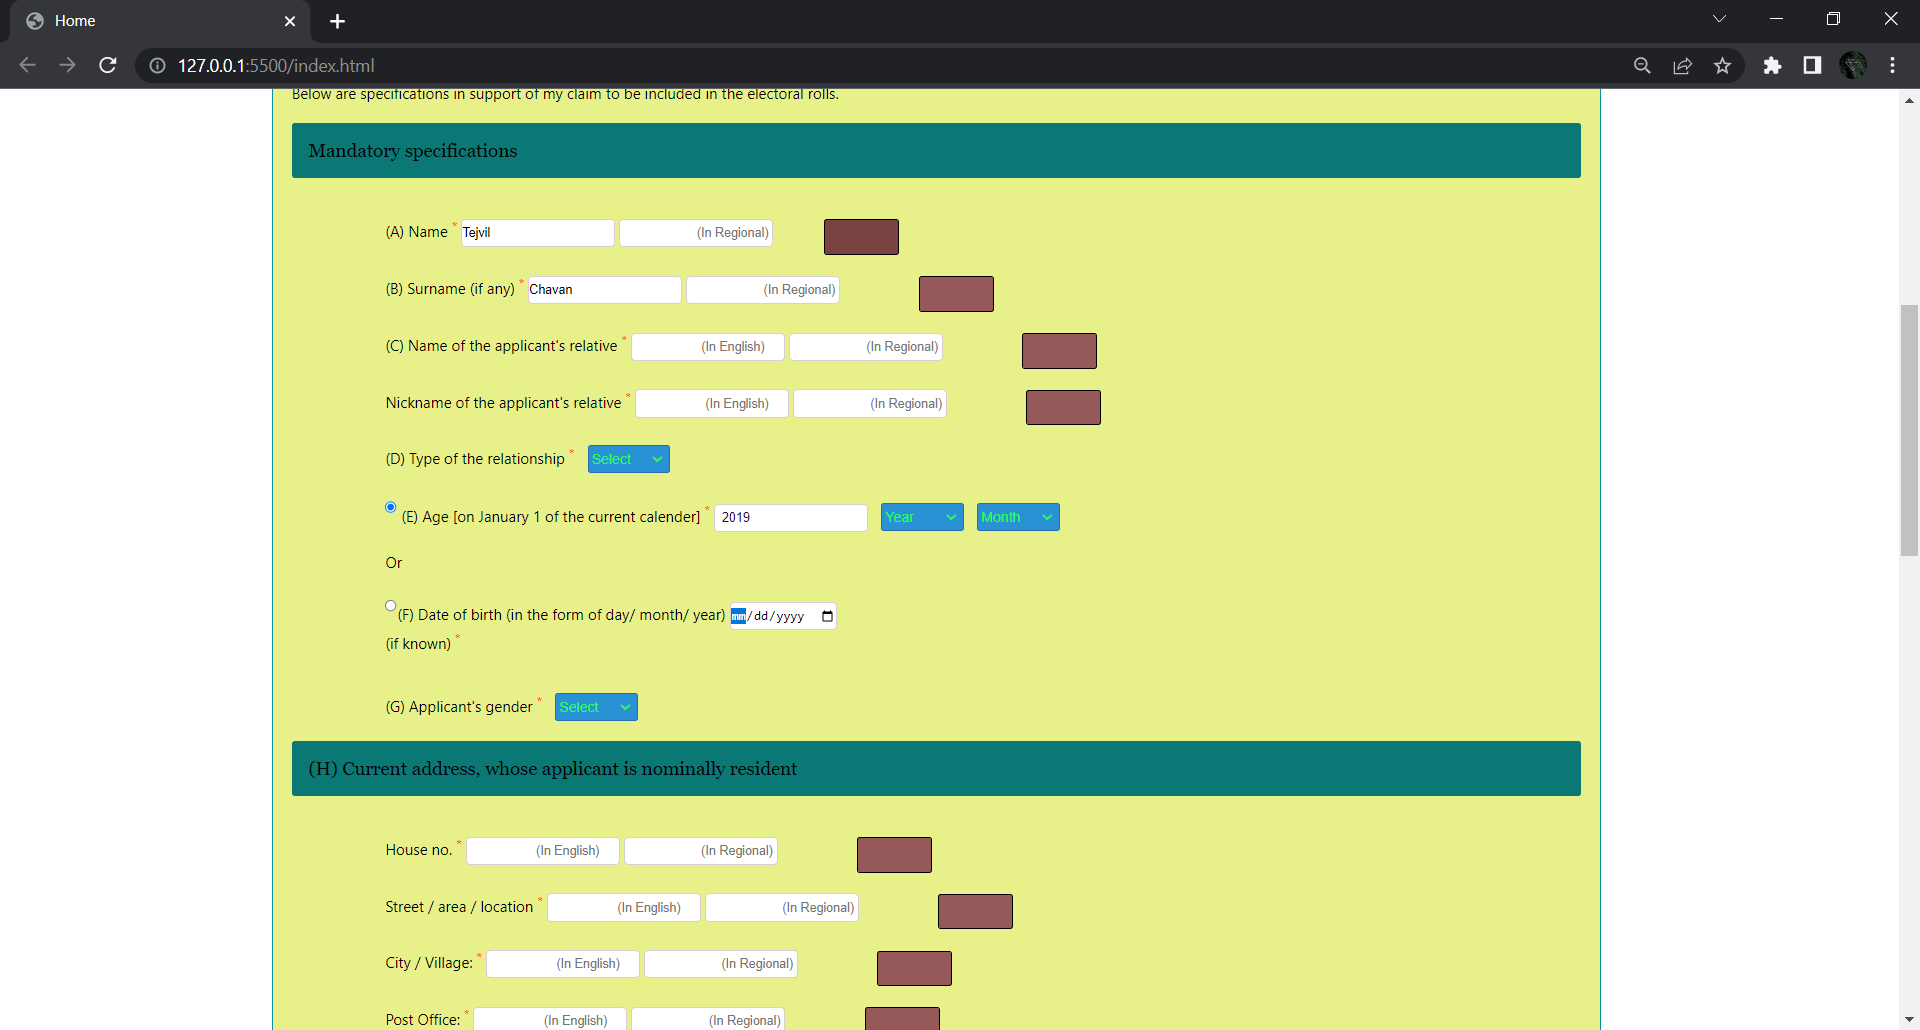 Home
127.0.0.1:5500/index.html
Below are specifications in support of my claim to be included in the electoral rolls.
Mandatory specifications
(A) Name * Tejvil (In Regional)
(B) Surname (if any) * Chavan (In Regional)
(C) Name of the applicant's relative * (In English) (In Regional)
Nickname of the applicant's relative * (In English) (In Regional)
(D) Type of the relationship * Select
(E) Age [on January 1 of the current calender] * 2019 Year Month
Or
(F) Date of birth (in the form of day/ month/ year) mm/dd/yyyy
(if known) *
(G) Applicant's gender * Select
(H) Current address, whose applicant is nominally resident
House no. * (In English) (In Regional)
Street / area / location * (In English) (In Regional)
City / Village: * (In English) (In Regional)
Post Office: * (In English) (In Regional)